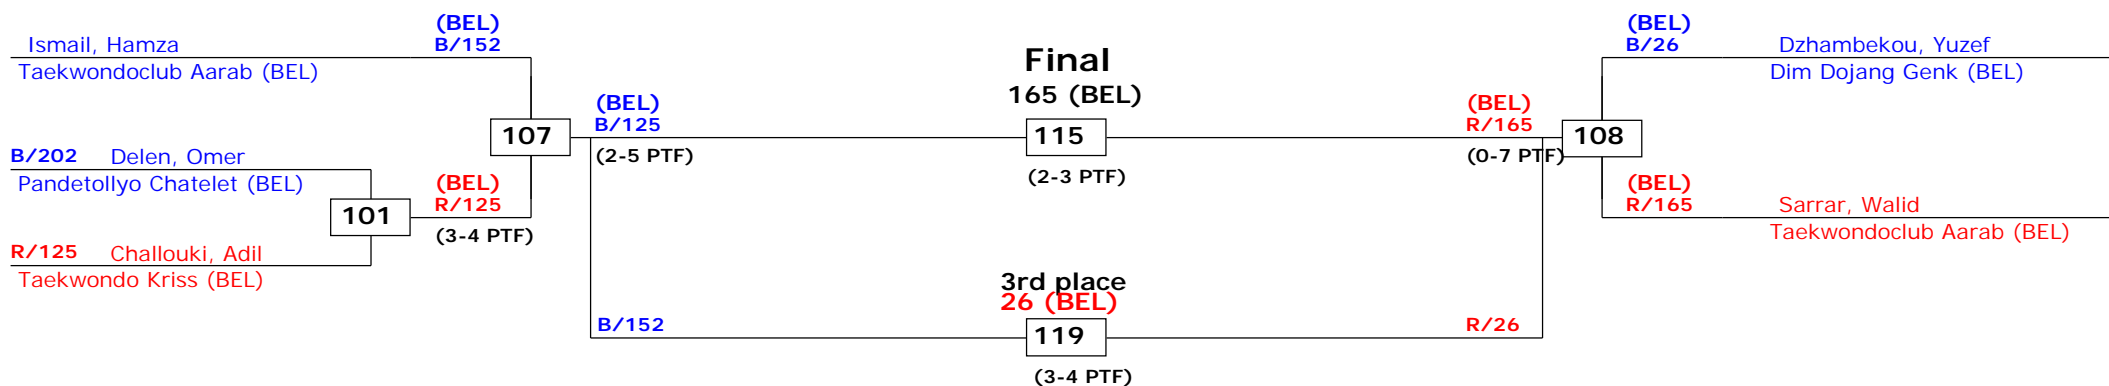 (BEL)
B/152
Ismail, Hamza
Taekwondoclub Aarab (BEL)
B/202 Delen, Omer
Pandetollyo Chatelet (BEL)
101
R/125 Challouki, Adil
Taekwondo Kriss (BEL)
(BEL)
R/125
(3-4 PTF)
107
(BEL)
B/125
(2-5 PTF)
Final
165 (BEL)
115
(2-3 PTF)
3rd place
26 (BEL)
B/152
119
R/26
(3-4 PTF)
(BEL)
R/165
(0-7 PTF)
108
(BEL)
B/26
Dzhambekou, Yuzef
Dim Dojang Genk (BEL)
(BEL)
R/165
Sarrar, Walid
Taekwondoclub Aarab (BEL)